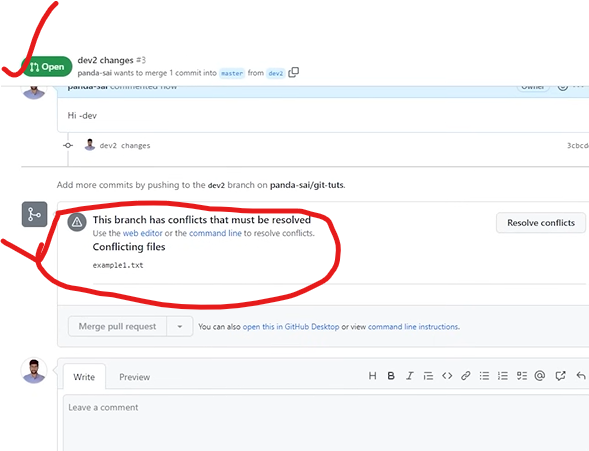 Open
dev2 changes #3
panda-sai wants to merge 1 commit into master from dev2
panda-sai commented now
Owner
Hi -dev
dev2 changes
3cbcd
Add more commits by pushing to the dev2 branch on panda-sai/git-tuts.
This branch has conflicts that must be resolved
Use the web editor or the command line to resolve conflicts.
Resolve conflicts
Conflicting files
example1.txt
Merge pull request
You can also open this in GitHub Desktop or view command line instructions.
Write Preview
Leave a comment